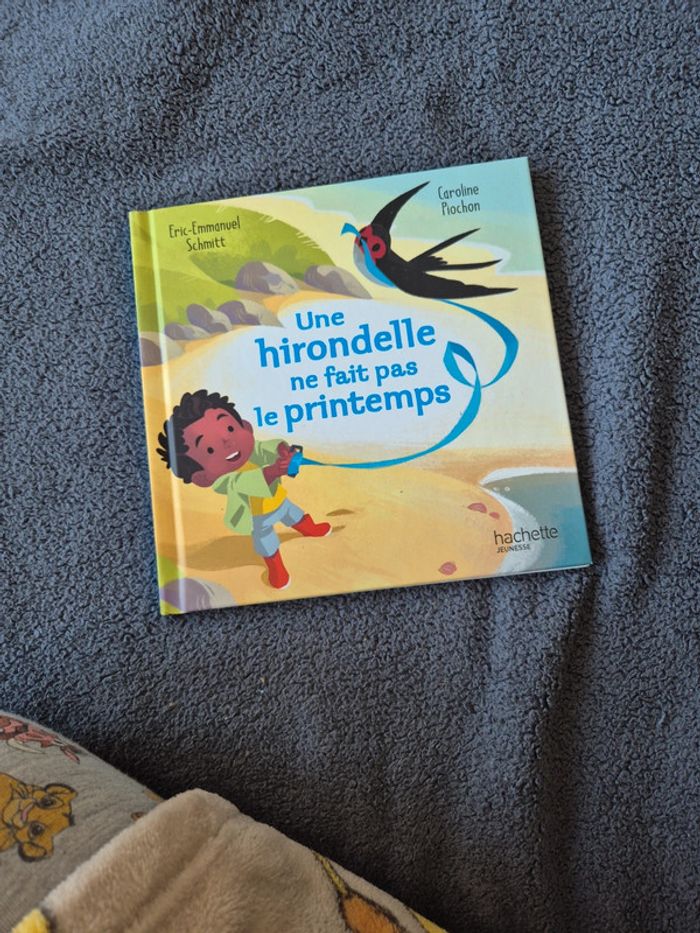 Eric-Emmanuel
Schmitt
Caroline
Piochon
Une
hirondelle
ne fait pas
le printemps
hachette
JEUNESSE